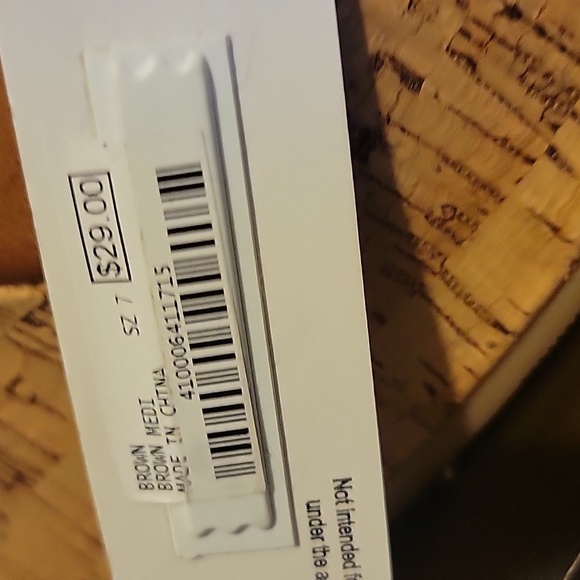 BROWN
BROWN MEDI
MADE IN CHINA
SZ 7 $29.00
410006411715
Not intended
under the a